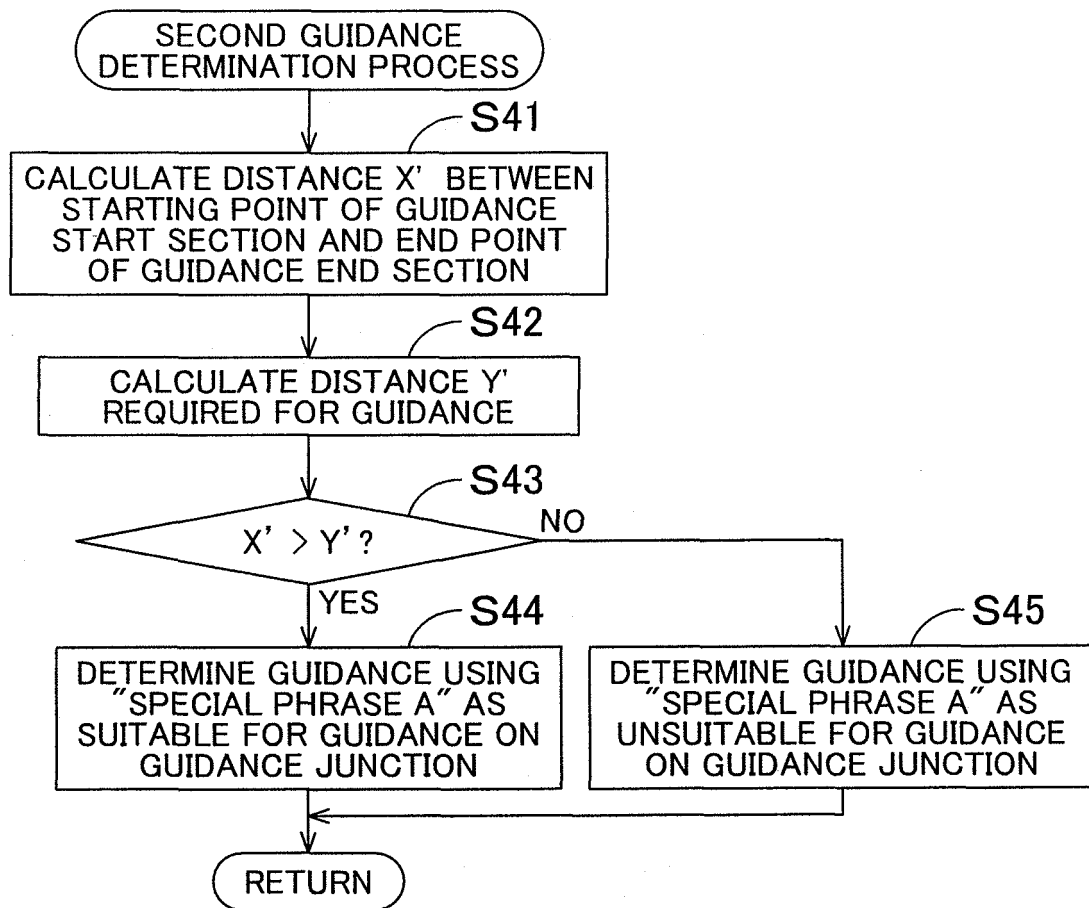 SECOND GUIDANCE
DETERMINATION PROCESS
S41
CALCULATE DISTANCE X' BETWEEN
STARTING POINT OF GUIDANCE
START SECTION AND END POINT
OF GUIDANCE END SECTION
S42
CALCULATE DISTANCE Y'
REQUIRED FOR GUIDANCE
S43
X' > Y'?
NO
YES
S44
DETERMINE GUIDANCE USING
"SPECIAL PHRASE A" AS
SUITABLE FOR GUIDANCE ON
GUIDANCE JUNCTION
S45
DETERMINE GUIDANCE USING
"SPECIAL PHRASE A" AS
UNSUITABLE FOR GUIDANCE
ON GUIDANCE JUNCTION
RETURN